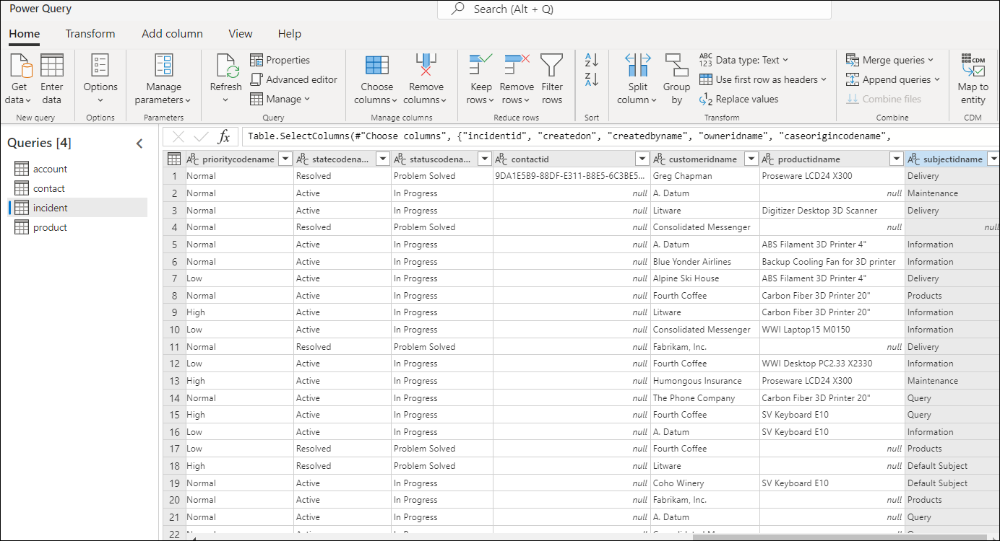 Power Query
Search (Alt + Q)
Home Transform Add column View Help
Get data
Enter data
New query
Options
Options
Manage parameters
Parameters
Refresh
Properties
Advanced editor
Manage
Query
Choose columns
Remove columns
Manage columns
Keep rows
Remove rows
Filter rows
Reduce rows
A Z
Z A
Sort
Split column
Group by
ABC 123 Data type: Text
Use first row as headers
1 2 Replace values
Transform
Merge queries
Append queries
Combine files
Combine
CDM
Map to entity
CDM
Queries [4]
account
contact
incident
product
fx Table.SelectColumns(#"Choose columns", {"incidentid", "createdon", "createdbyname", "owneridname", "caseorigincodename",
ABC prioritycodename ABC statecodena... ABC statuscodena... ABC contactid ABC customeridname ABC productidname ABC subjectidname
1 Normal Resolved Problem Solved 9DA1E5B9-88DF-E311-B8E5-6C3BE5... Greg Chapman Proseware LCD24 X300 Delivery
2 Normal Active In Progress null A. Datum null Maintenance
3 Normal Active In Progress null Litware Digitizer Desktop 3D Scanner Delivery
4 Normal Resolved Problem Solved null Consolidated Messenger null null
5 Normal Active In Progress null A. Datum ABS Filament 3D Printer 4" Information
6 Normal Active In Progress null Blue Yonder Airlines Backup Cooling Fan for 3D printer Information
7 Low Active In Progress null Alpine Ski House ABS Filament 3D Printer 4" Delivery
8 Normal Active In Progress null Fourth Coffee Carbon Fiber 3D Printer 20" Products
9 High Active In Progress null Litware Carbon Fiber 3D Printer 20" Information
10 Low Active In Progress null Consolidated Messenger WWI Laptop15 M0150 Information
11 Normal Resolved Problem Solved null Fabrikam, Inc. null Delivery
12 Low Active In Progress null Fourth Coffee WWI Desktop PC2.33 X2330 Information
13 High Active In Progress null Humongous Insurance Proseware LCD24 X300 Maintenance
14 Normal Active In Progress null The Phone Company Carbon Fiber 3D Printer 20" Query
15 High Active In Progress null Fourth Coffee SV Keyboard E10 Query
16 Low Active In Progress null A. Datum SV Keyboard E10 Information
17 Low Resolved Problem Solved null Fourth Coffee null Products
18 High Resolved Problem Solved null Litware null Default Subject
19 Normal Active In Progress null Coho Winery SV Keyboard E10 Default Subject
20 Normal Active In Progress null Fabrikam, Inc. null Products
21 Normal Active In Progress null A. Datum null Query
22